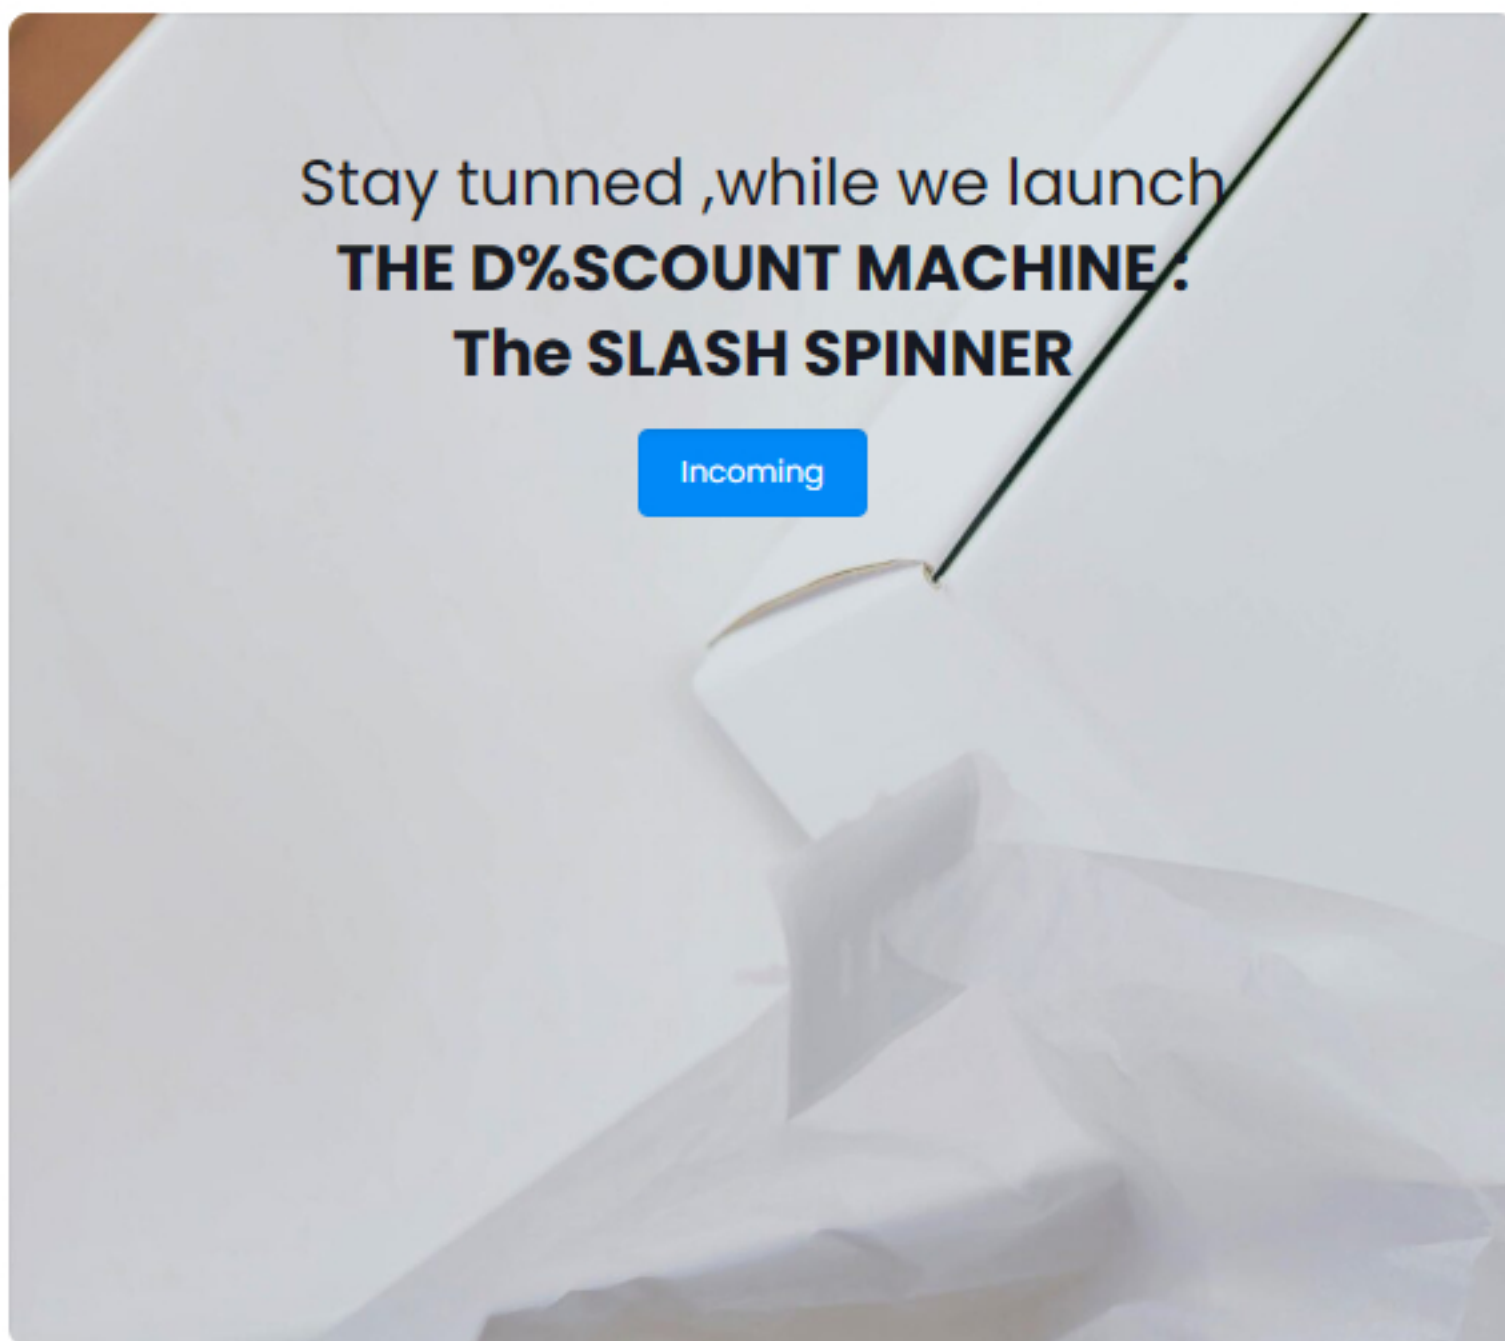 Stay tunned ,while we launch
THE D%SCOUNT MACHINE :
The SLASH SPINNER
Incoming